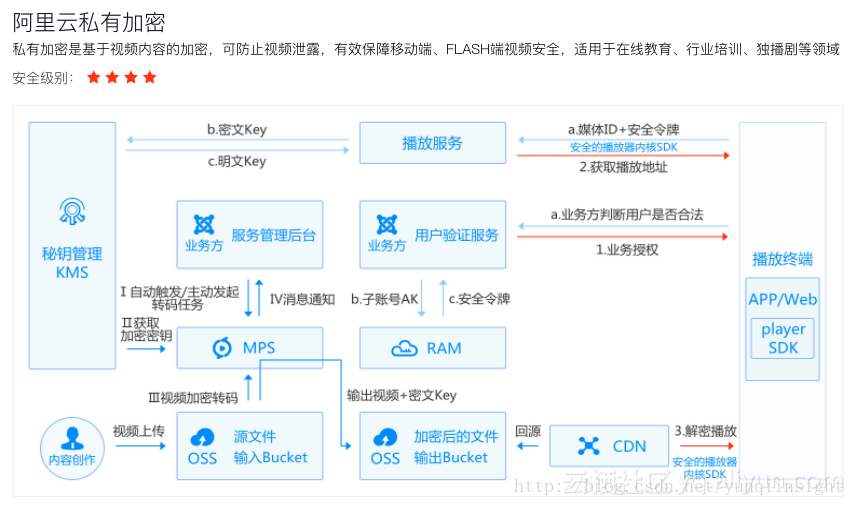 阿里云私有加密
私有加密是基于视频内容的加密，可防止视频泄露，有效保障移动端、FLASH端视频安全，适用于在线教育、行业培训、独播剧等领域
安全级别：
b.密文Key
c.明文Key
播放服务
a.媒体ID+安全令牌
安全的播放器内核SDK
2.获取播放地址
秘钥管理
KMS
业务方
服务管理后台
业务方
用户验证服务
a.业务方判断用户是否合法
1.业务授权
播放终端
APP/Web
player
SDK
I 自动触发/主动发起
转码任务
IV消息通知
b.子账号AK
c.安全令牌
II获取
加密密钥
MPS
RAM
III视频加密转码
输出视频+密文Key
内容创作
视频上传
OSS
源文件
输入Bucket
OSS
加密后的文件
输出Bucket
回源
CDN
3.解密播放
安全的播放器
内核SDK
http://blog.csdn.net/yunqiinsight